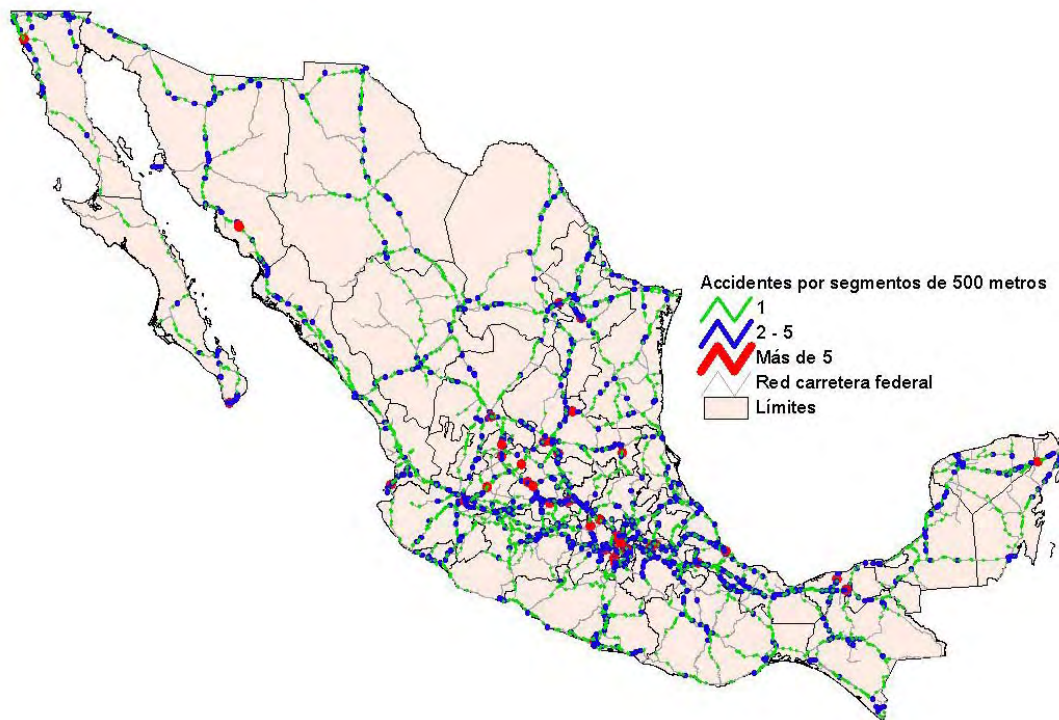 Accidentes por segmentos de 500 metros
1
2 - 5
Más de 5
Red carretera federal
Límites